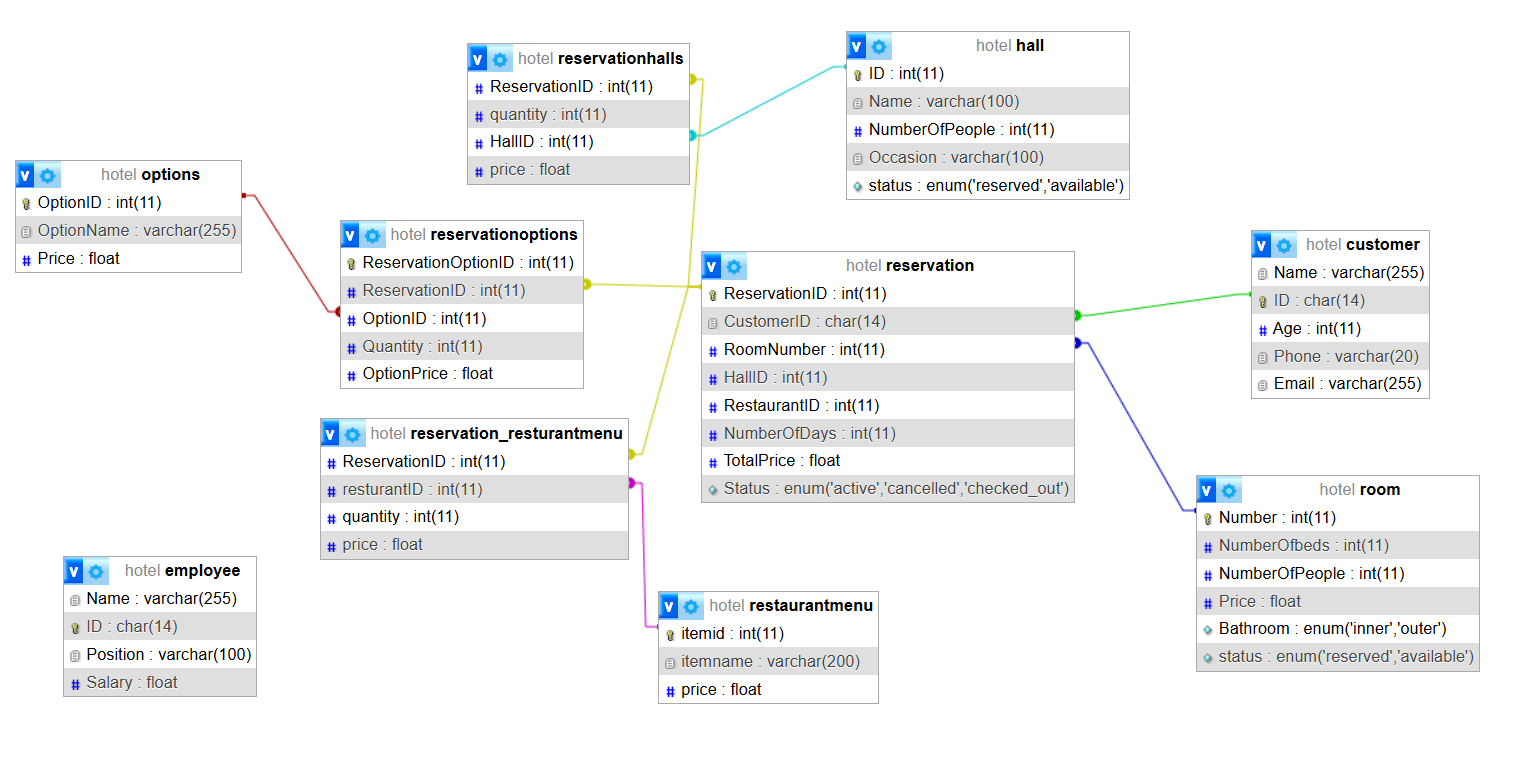 hotel reservationhalls
ReservationID : int(11)
quantity : int(11)
HallID : int(11)
price : float
hotel hall
ID : int(11)
Name : varchar(100)
NumberOfPeople : int(11)
Occasion : varchar(100)
status : enum('reserved','available')
hotel options
OptionID : int(11)
OptionName : varchar(255)
Price : float
hotel reservationoptions
ReservationOptionID : int(11)
ReservationID : int(11)
OptionID : int(11)
Quantity : int(11)
OptionPrice : float
hotel reservation
ReservationID : int(11)
CustomerID : char(14)
RoomNumber : int(11)
HallID : int(11)
RestaurantID : int(11)
NumberOfDays : int(11)
TotalPrice : float
Status : enum('active','cancelled','checked_out')
hotel customer
Name : varchar(255)
ID : char(14)
Age : int(11)
Phone : varchar(20)
Email : varchar(255)
hotel reservation_resturantmenu
ReservationID : int(11)
resturantID : int(11)
quantity : int(11)
price : float
hotel room
Number : int(11)
NumberOfbeds : int(11)
NumberOfPeople : int(11)
Price : float
Bathroom : enum('inner','outer')
status : enum('reserved','available')
hotel employee
Name : varchar(255)
ID : char(14)
Position : varchar(100)
Salary : float
hotel restaurantmenu
itemid : int(11)
itemname : varchar(200)
price : float